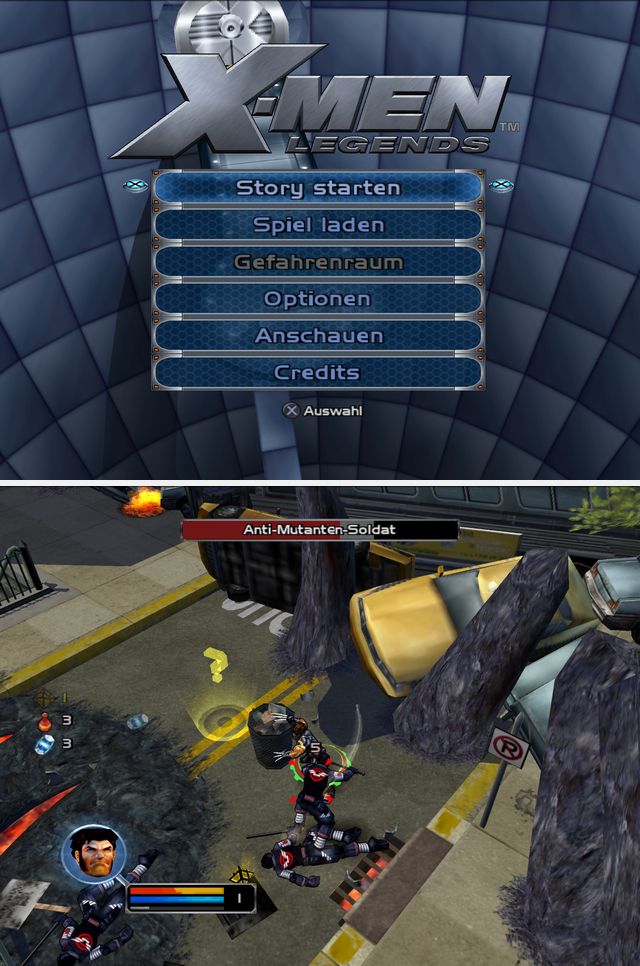 X-MEN
LEGENDS TM
Story starten
Spiel laden
Gefahrenraum
Optionen
Anschauen
Credits
Auswahl
Anti-Mutanten-Soldat
?
1
3
3
5
P
1